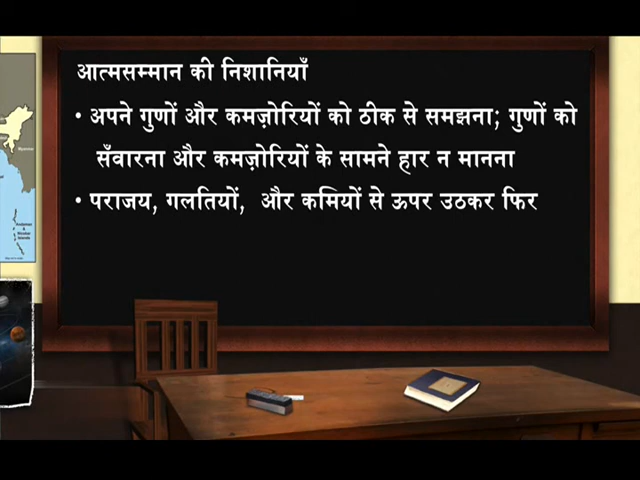 आत्मसम्मान की निशानियाँ
• अपने गुणों और कमज़ोरियों को ठीक से समझना; गुणों को
सँवारना और कमज़ोरियों के सामने हार न मानना
• पराजय, गलतियों, और कमियों से ऊपर उठकर फिर